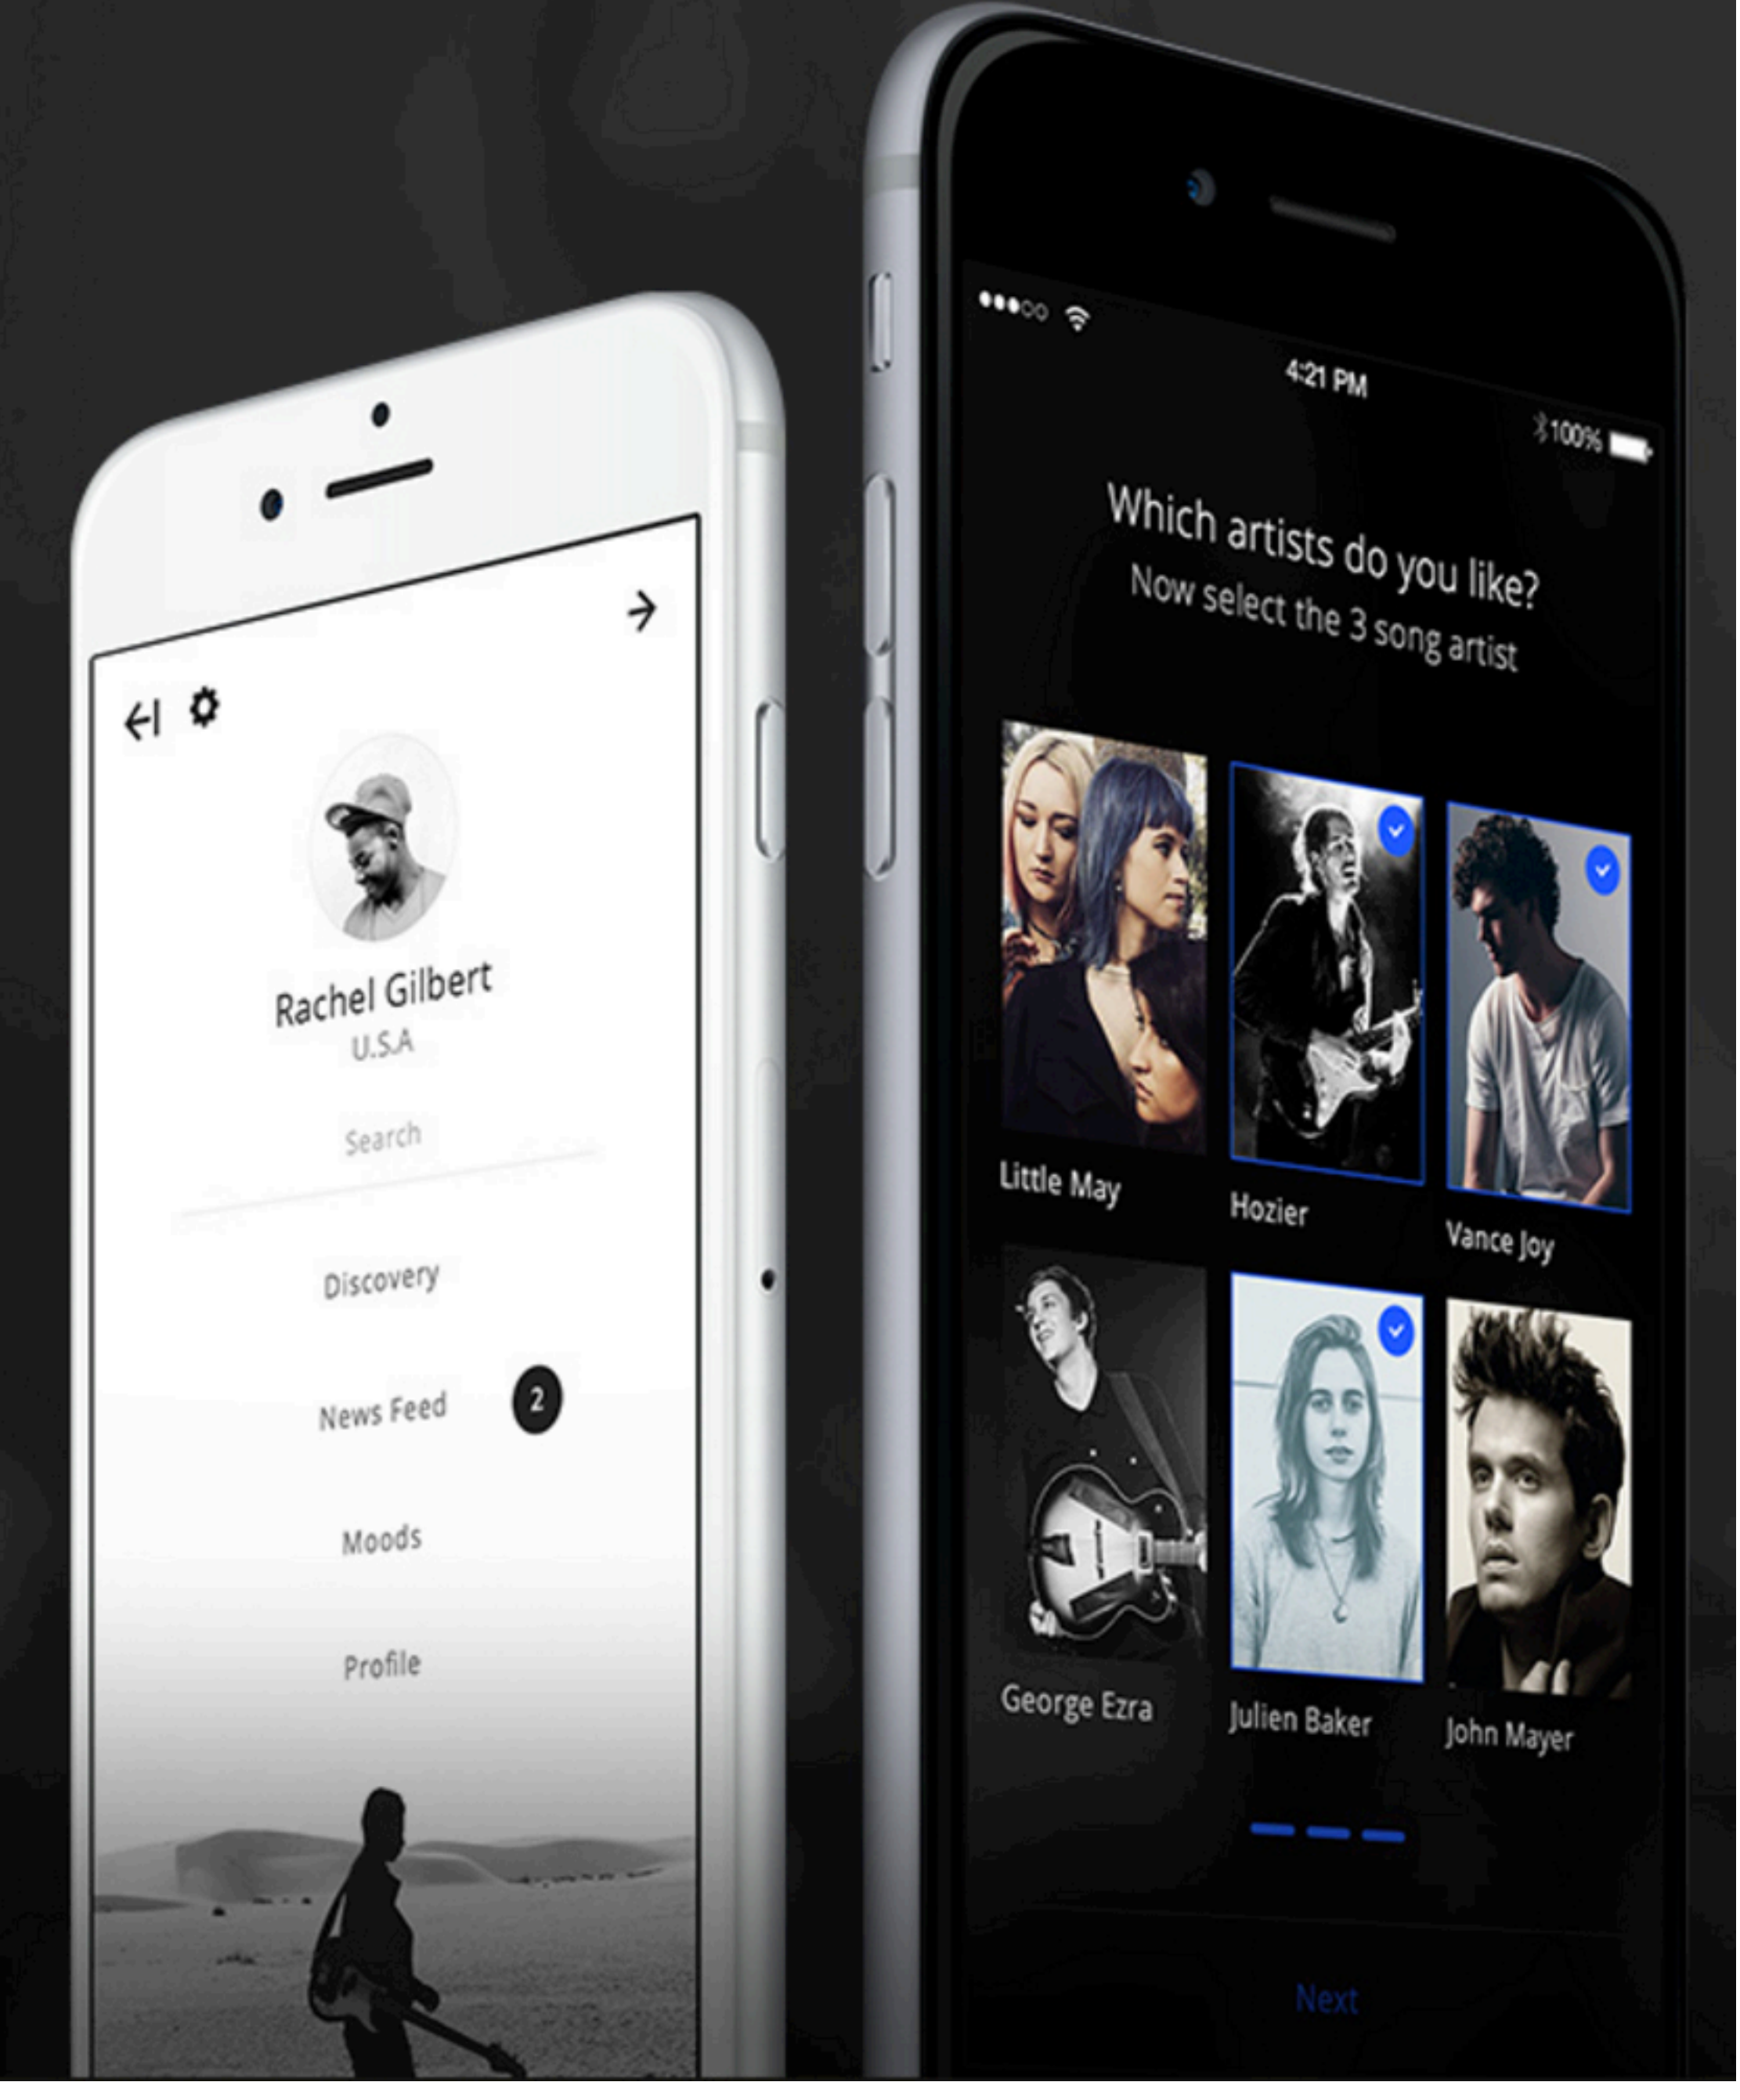 Rachel Gilbert
U.S.A
Search
Discovery
News Feed
2
Moods
Profile
4:21 PM
100%
Which artists do you like?
Now select the 3 song artist
Little May
Hozier
Vance Joy
George Ezra
Julien Baker
John Mayer
Next